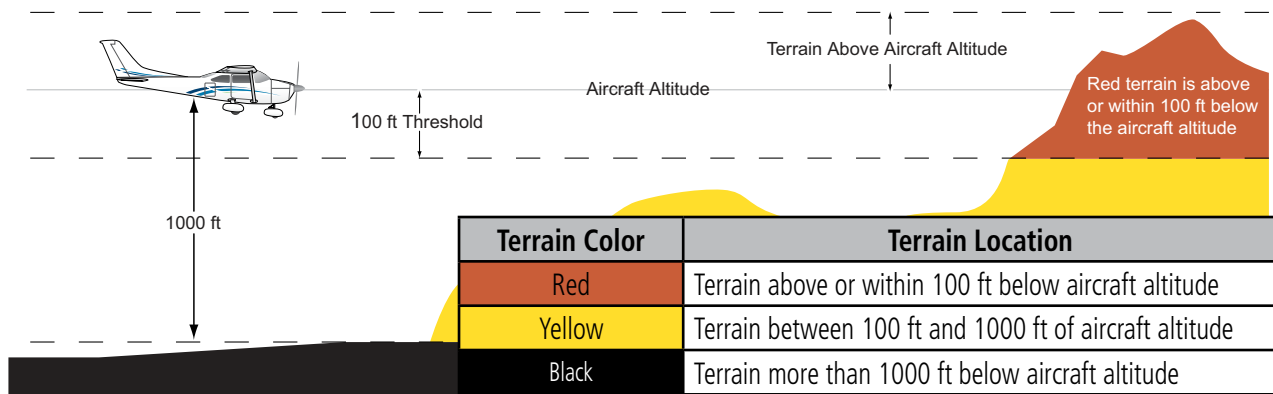 Terrain Above Aircraft Altitude
Aircraft Altitude
100 ft Threshold
Red terrain is above
or within 100 ft below
the aircraft altitude
1000 ft
Terrain Color Terrain Location
Red Terrain above or within 100 ft below aircraft altitude
Yellow Terrain between 100 ft and 1000 ft of aircraft altitude
Black Terrain more than 1000 ft below aircraft altitude